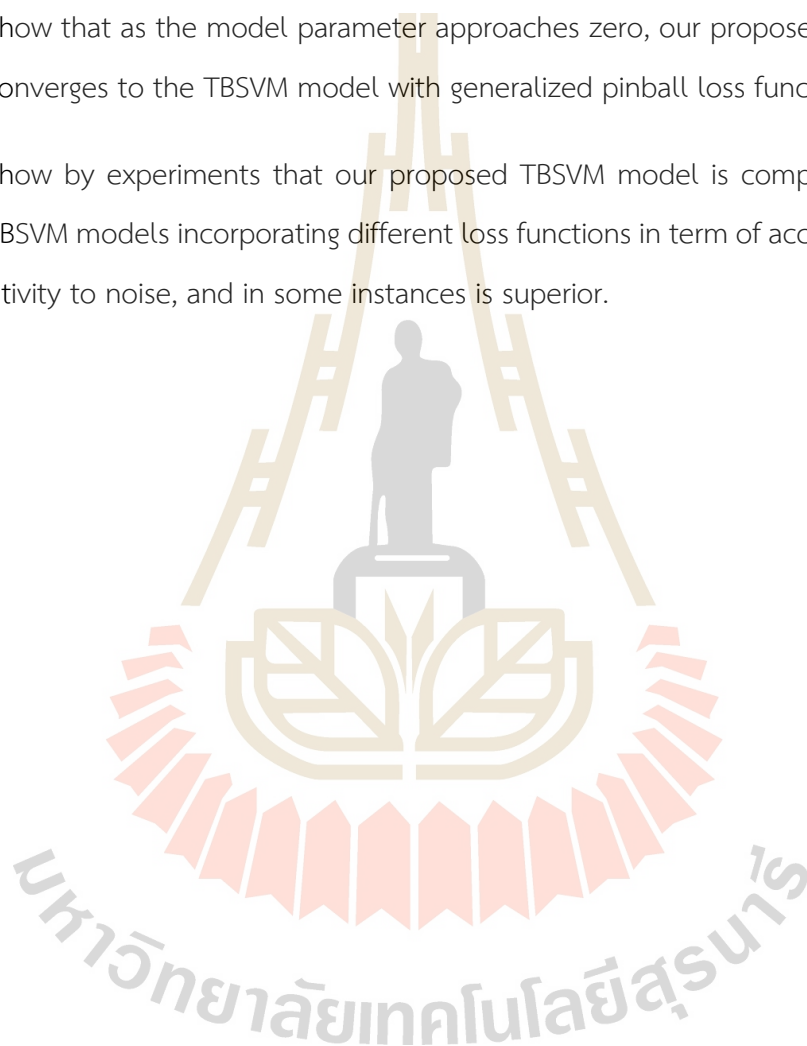 how that as the model parameter approaches zero, our propose
onverges to the TBSVM model with generalized pinball loss func
how by experiments that our proposed TBSVM model is comp
BSVM models incorporating different loss functions in term of acc
tivity to noise, and in some instances is superior.
มหาวิทยาลัยเทคโนโลยีสุรนารี